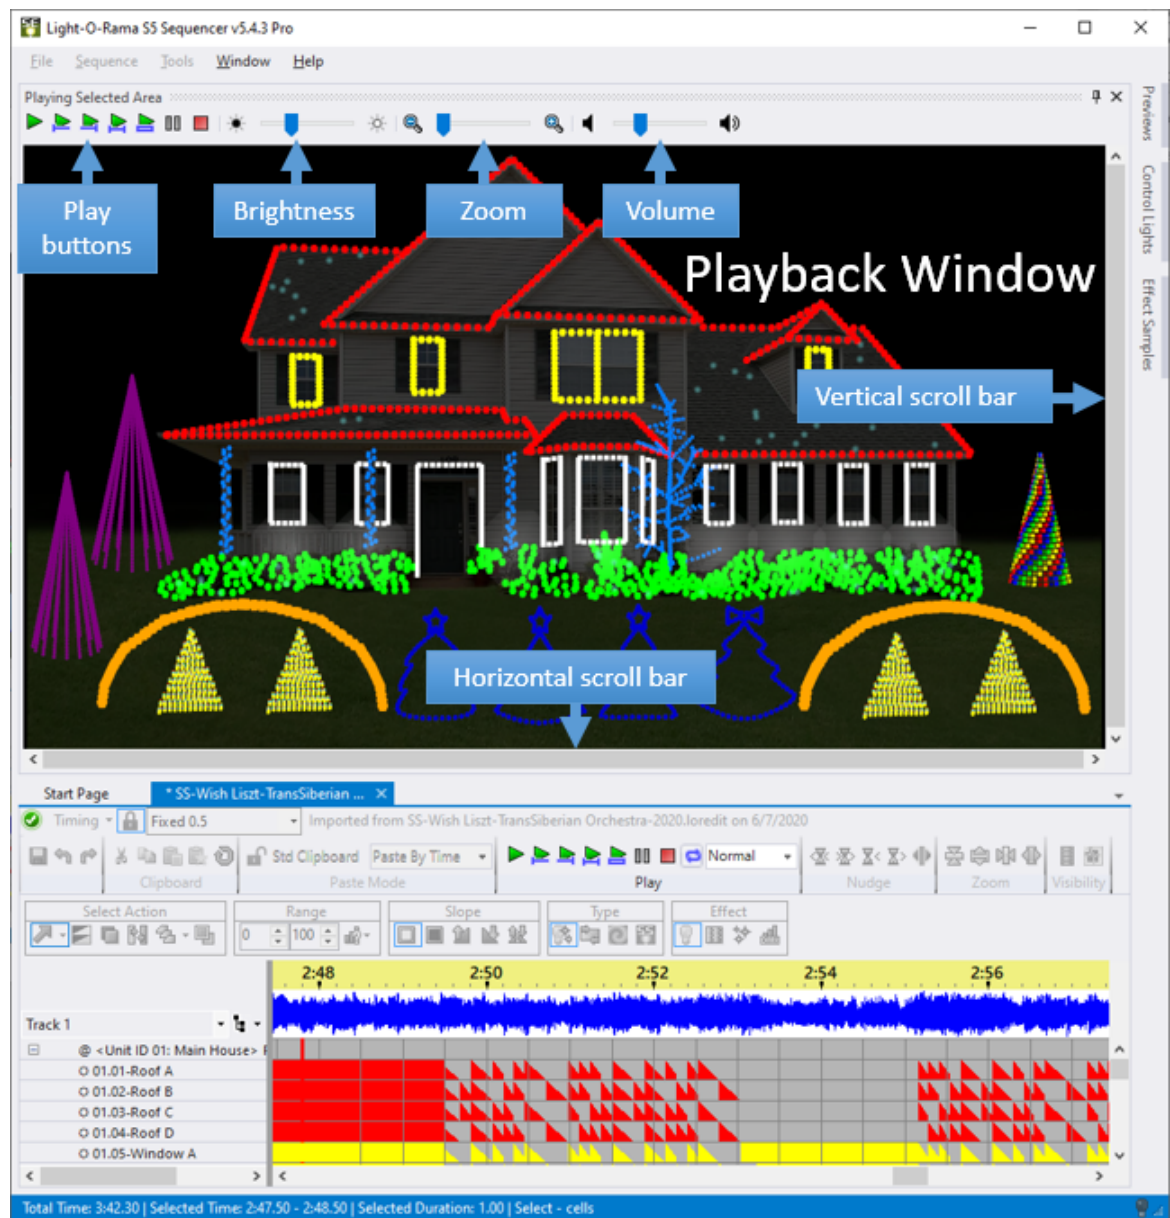 Light-O-Rama S5 Sequencer v5.4.3 Pro
File Sequence Tools Window Help
Playing Selected Area
Previews
Control Lights
Effect Samples
Play
buttons
Brightness
Zoom
Volume
Playback Window
Vertical scroll bar
Horizontal scroll bar
Start Page
* SS-Wish Liszt-TransSiberian ...
Timing
Fixed 0.5
Imported from SS-Wish Liszt-TransSiberian Orchestra-2020.loredit on 6/7/2020
Std Clipboard Paste By Time Normal
Clipboard Paste Mode Play Nudge Zoom Visibility
Select Action Range Slope Type Effect
0 100
2:48 2:50 2:52 2:54 2:56
Track 1
@ <Unit ID 01: Main House>
01.01-Roof A
01.02-Roof B
01.03-Roof C
01.04-Roof D
01.05-Window A
Total Time: 3:42.30 | Selected Time: 2:47.50 - 2:48.50 | Selected Duration: 1.00 | Select - cells